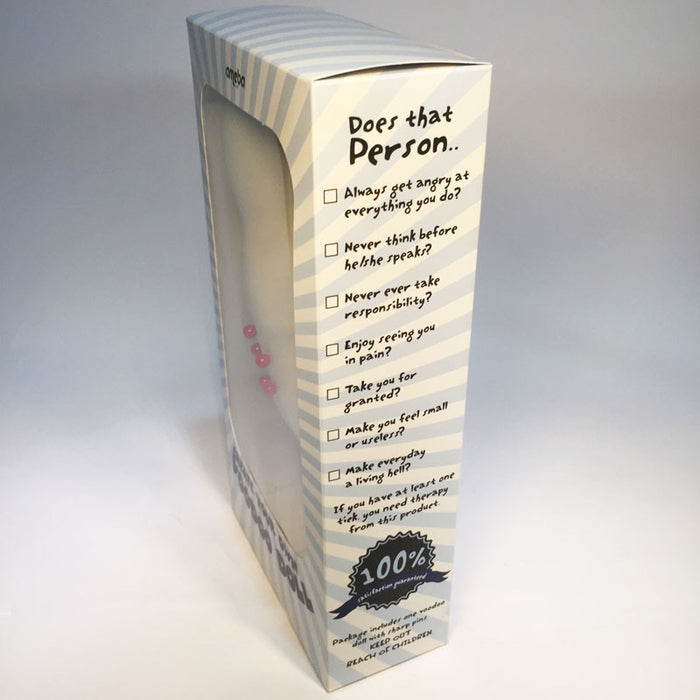 ameba
Does that
Person..
Always get angry at
everything you do?
Never think before
he/she speaks?
Never ever take
responsibility?
Enjoy seeing you
in pain?
Take you for
granted?
Make you feel small
or useless?
Make everyday
a living hell?
If you have at least one
tick, you need therapy
from this product.
100%
satisfaction guaranteed
Package includes one voodoo
doll with sharp pins
KEEP OUT
REACH OF CHILDREN
DOLL